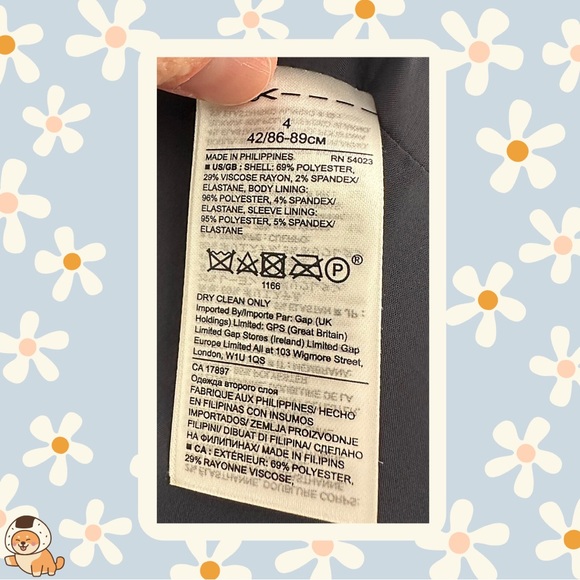 4
42/86-89см
MADE IN PHILIPPINES RN 54023
■ US/GB : SHELL: 69% POLYESTER,
29% VISCOSE RAYON, 2% SPANDEX/
ELASTANE, BODY LINING:
96% POLYESTER, 4% SPANDEX/
ELASTANE, SLEEVE LINING:
95% POLYESTER, 5% SPANDEX/
ELASTANE
P ®
1166
DRY CLEAN ONLY
Imported By/Importe Par: Gap (UK
Holdings) Limited: GPS (Great Britain)
Limited Gap Stores (Ireland) Limited Gap
Europe Limited All at 103 Wigmore Street,
London, W1U 1QS
CA 17897
Одежда второго слоя
FABRIQUE AUX PHILIPPINES/ HECHO
EN FILIPINAS CON INSUMOS
IMPORTADOS/ ZEMLJA PROIZVODNJE
FILIPINI/ DIBUAT DI FILIPINA/ СДЕЛАНО
НА ФИЛИПИНАХ/ MADE IN FILIPINS
■ CA : EXTÉRIEUR: 69% POLYESTER,
29% RAYONNE VISCOSE,